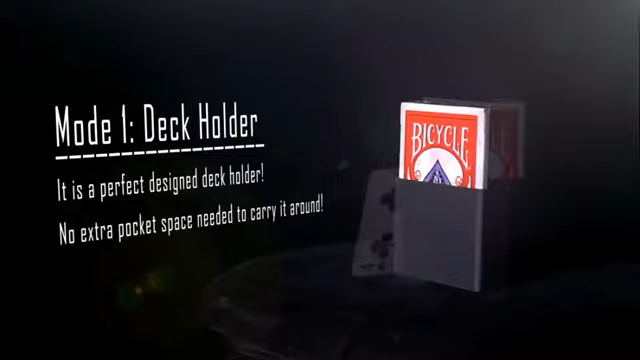 Mode 1: Deck Holder
It is a perfect designed deck holder!
No extra pocket space needed to carry it around!
BICYCLE